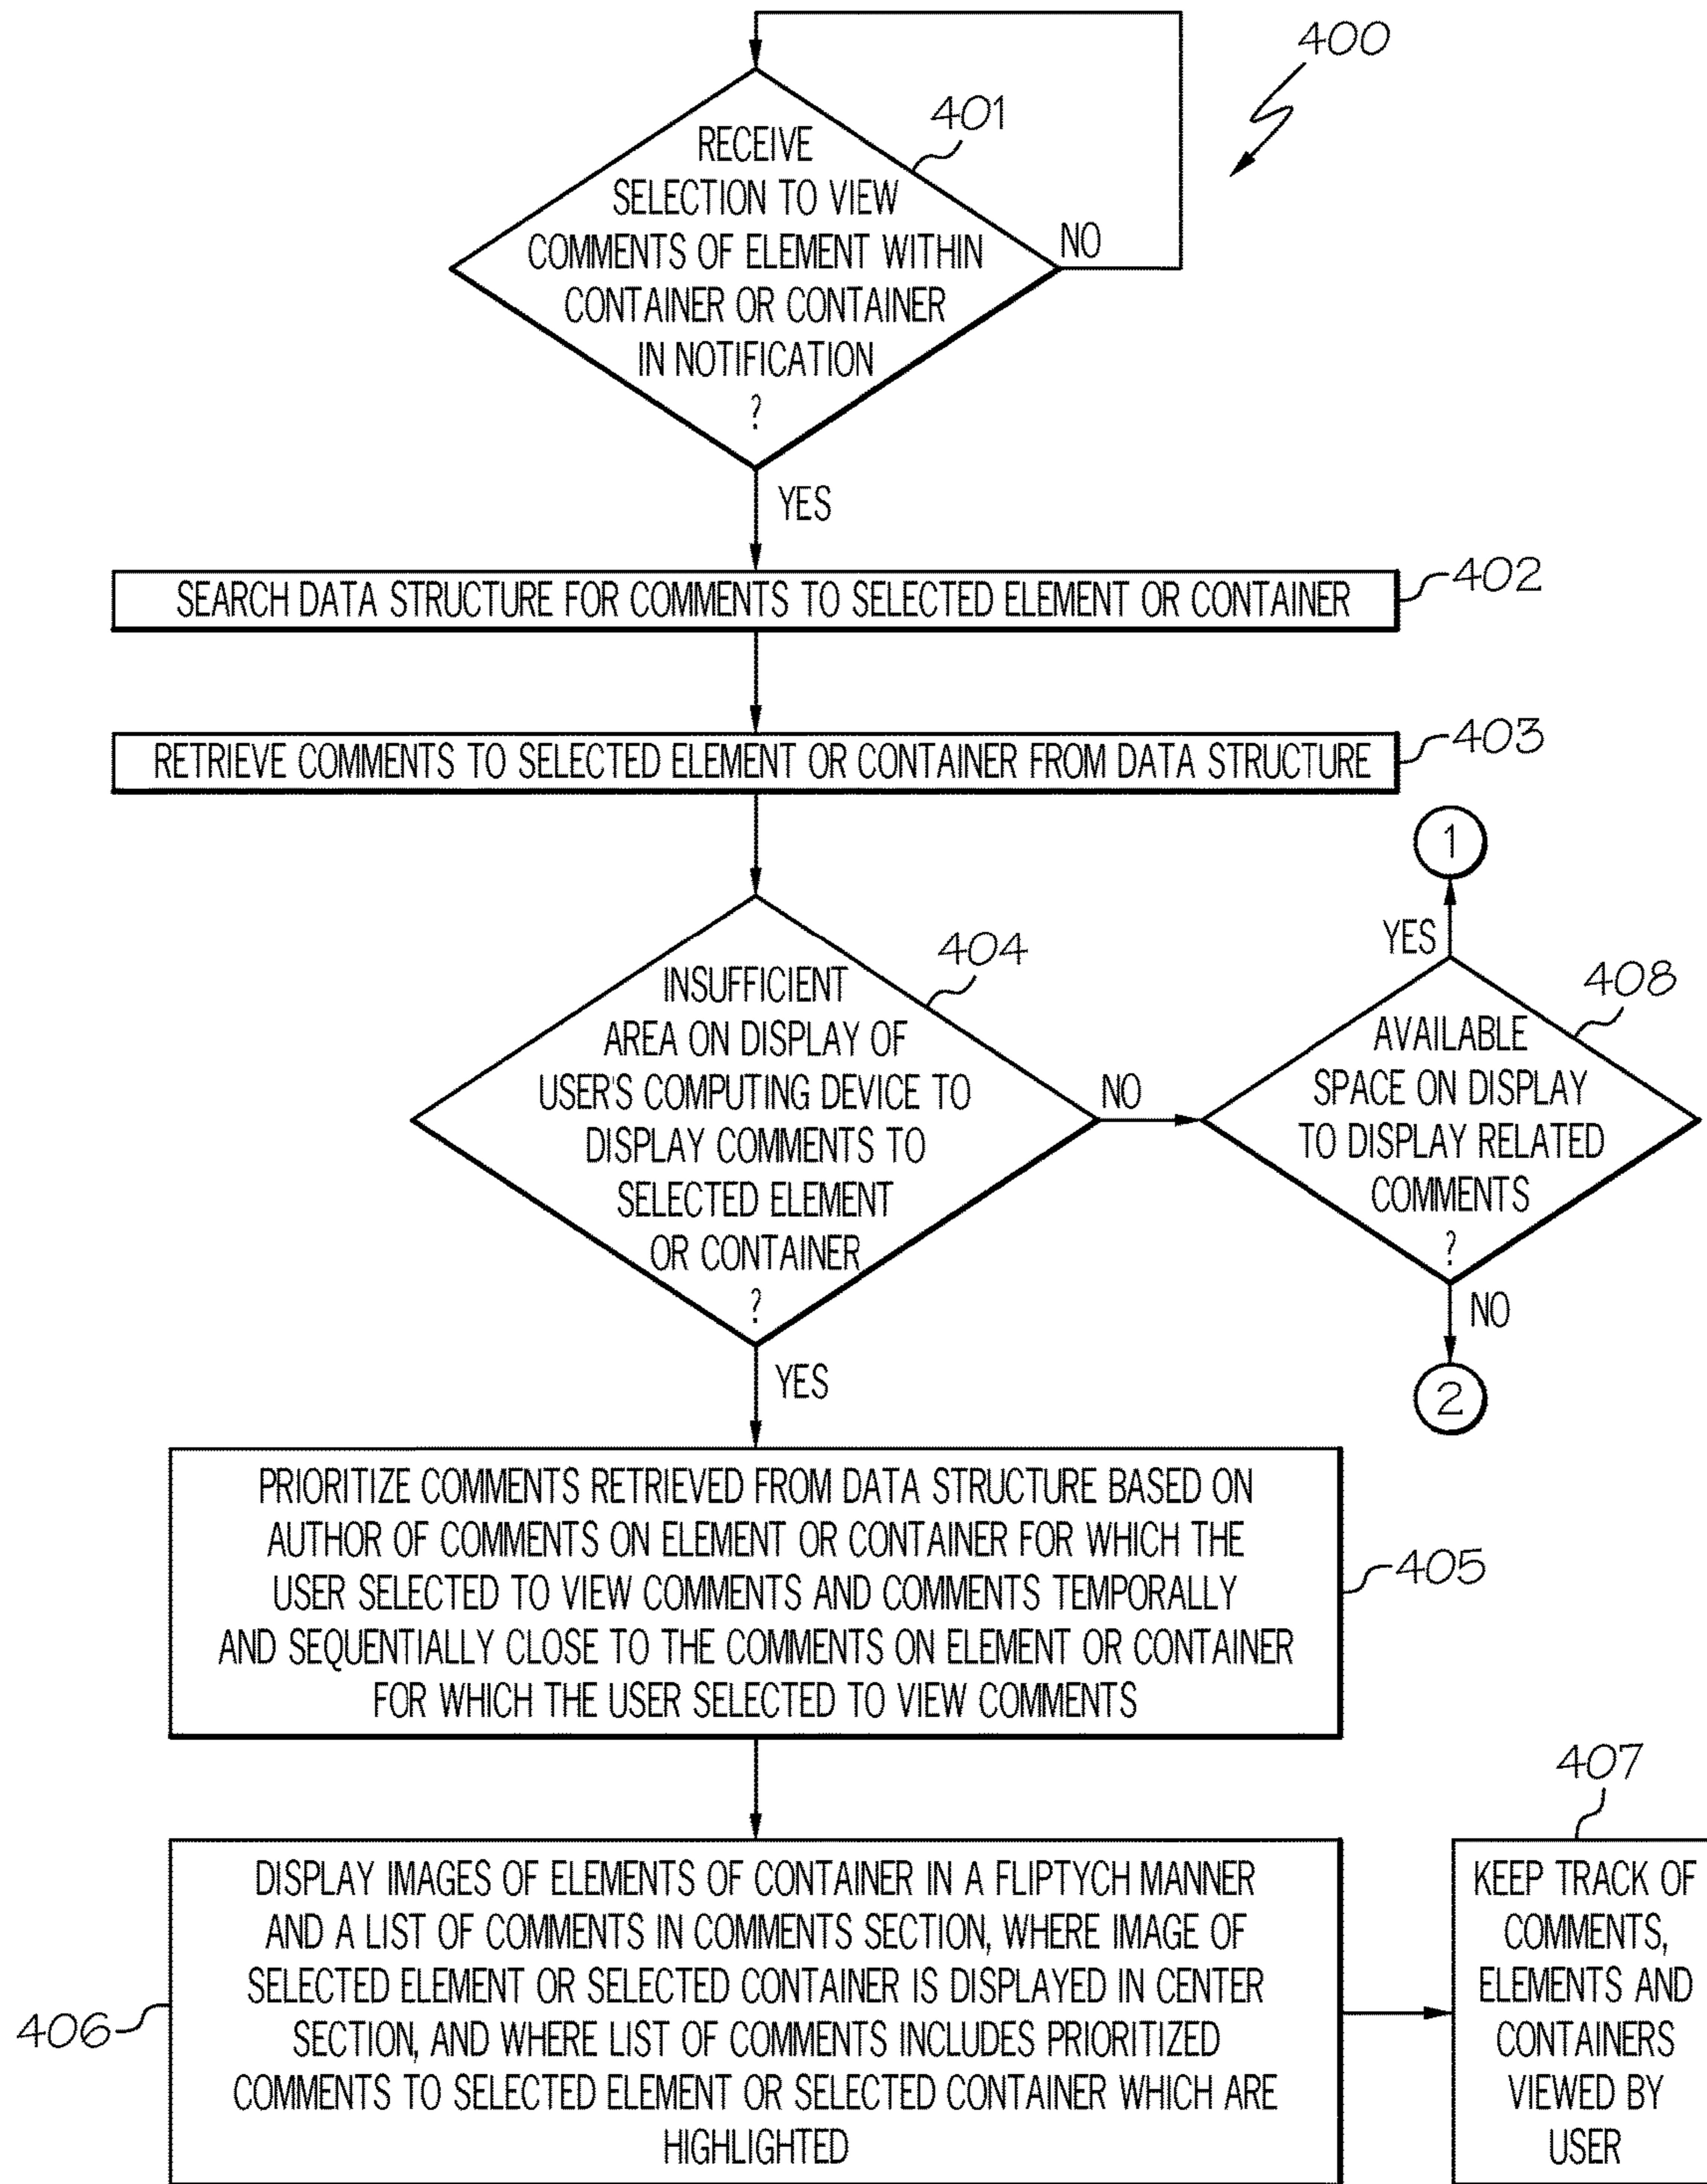 400
401
RECEIVE
SELECTION TO VIEW
COMMENTS OF ELEMENT WITHIN
CONTAINER OR CONTAINER
IN NOTIFICATION
?
NO
YES
SEARCH DATA STRUCTURE FOR COMMENTS TO SELECTED ELEMENT OR CONTAINER
402
RETRIEVE COMMENTS TO SELECTED ELEMENT OR CONTAINER FROM DATA STRUCTURE
403
404
INSUFFICIENT
AREA ON DISPLAY OF
USER'S COMPUTING DEVICE TO
DISPLAY COMMENTS TO
SELECTED ELEMENT
OR CONTAINER
?
NO
YES
1
YES
408
AVAILABLE
SPACE ON DISPLAY
TO DISPLAY RELATED
COMMENTS
?
NO
2
PRIORITIZE COMMENTS RETRIEVED FROM DATA STRUCTURE BASED ON
AUTHOR OF COMMENTS ON ELEMENT OR CONTAINER FOR WHICH THE
USER SELECTED TO VIEW COMMENTS AND COMMENTS TEMPORALLY
AND SEQUENTIALLY CLOSE TO THE COMMENTS ON ELEMENT OR CONTAINER
FOR WHICH THE USER SELECTED TO VIEW COMMENTS
405
DISPLAY IMAGES OF ELEMENTS OF CONTAINER IN A FLIPTYCH MANNER
AND A LIST OF COMMENTS IN COMMENTS SECTION, WHERE IMAGE OF
SELECTED ELEMENT OR SELECTED CONTAINER IS DISPLAYED IN CENTER
SECTION, AND WHERE LIST OF COMMENTS INCLUDES PRIORITIZED
COMMENTS TO SELECTED ELEMENT OR SELECTED CONTAINER WHICH ARE
HIGHLIGHTED
406
407
KEEP TRACK OF
COMMENTS,
ELEMENTS AND
CONTAINERS
VIEWED BY
USER